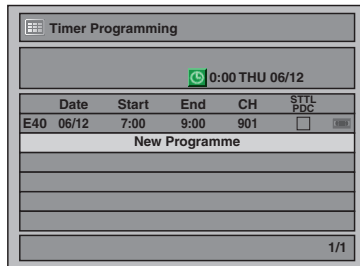 Timer Programming
0:00 THU 06/12
Date Start End CH STTL PDC
E40 06/12 7:00 9:00 901
New Programme
1/1